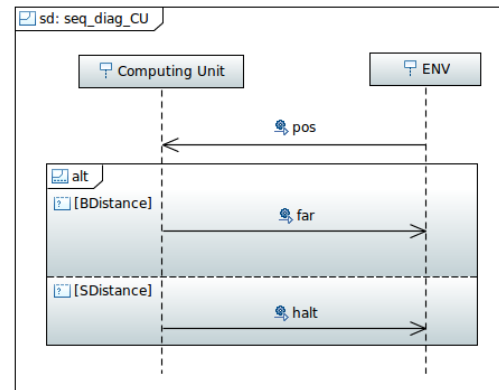 sd: seq_diag_CU
Computing Unit
ENV
pos
alt
[BDistance]
far
[SDistance]
halt